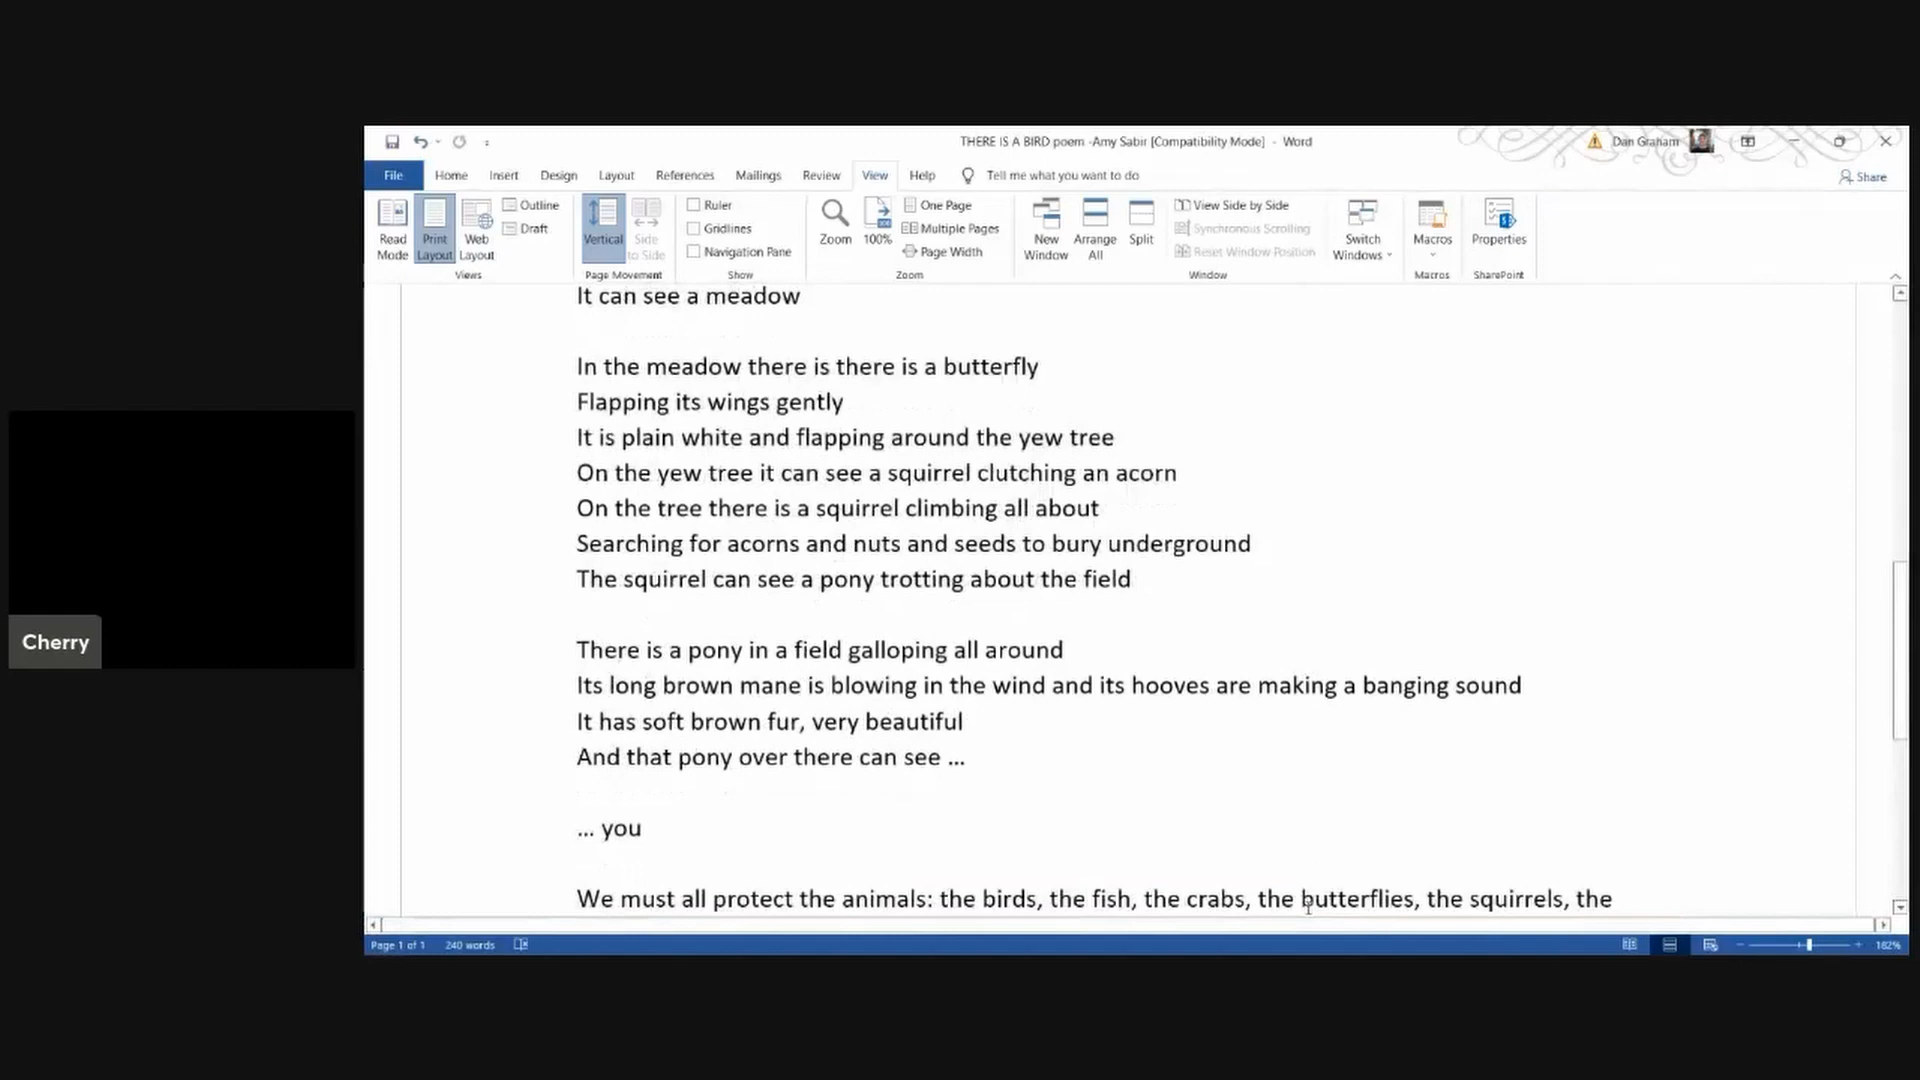 THERE IS A BIRD poem -Amy Sabir [Compatibility Mode] - Word
Dan Graham
File Home Insert Design Layout References Mailings Review View Help Tell me what you want to do
Share
Read Mode
Print Layout
Web Layout
Outline
Draft
Views
Vertical
Side to Side
Page Movement
Ruler
Gridlines
Navigation Pane
Show
Zoom
100%
One Page
Multiple Pages
Page Width
Zoom
New Window
Arrange All
Split
View Side by Side
Synchronous Scrolling
Reset Window Position
Window
Switch Windows
Macros
Macros
Properties
SharePoint
It can see a meadow
In the meadow there is there is a butterfly
Flapping its wings gently
It is plain white and flapping around the yew tree
On the yew tree it can see a squirrel clutching an acorn
On the tree there is a squirrel climbing all about
Searching for acorns and nuts and seeds to bury underground
The squirrel can see a pony trotting about the field
There is a pony in a field galloping all around
Its long brown mane is blowing in the wind and its hooves are making a banging sound
It has soft brown fur, very beautiful
And that pony over there can see ...
... you
We must all protect the animals: the birds, the fish, the crabs, the butterflies, the squirrels, the
Cherry
Page 1 of 1 240 words
182%